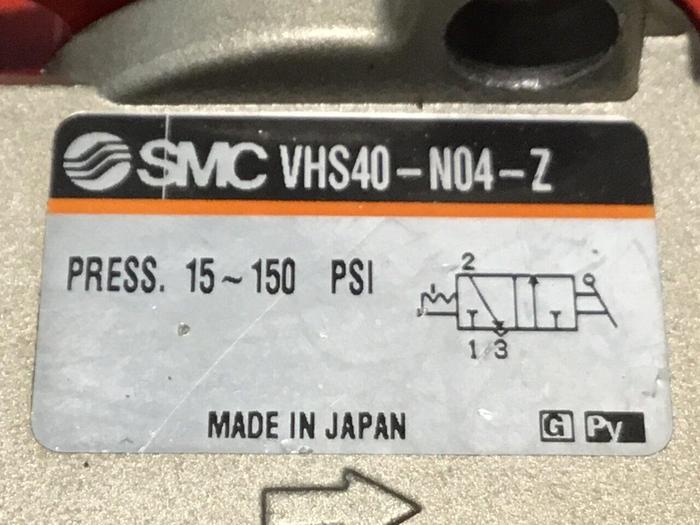 SMC VHS40-N04-Z
PRESS. 15~150 PSI
2
1 3
MADE IN JAPAN G Py